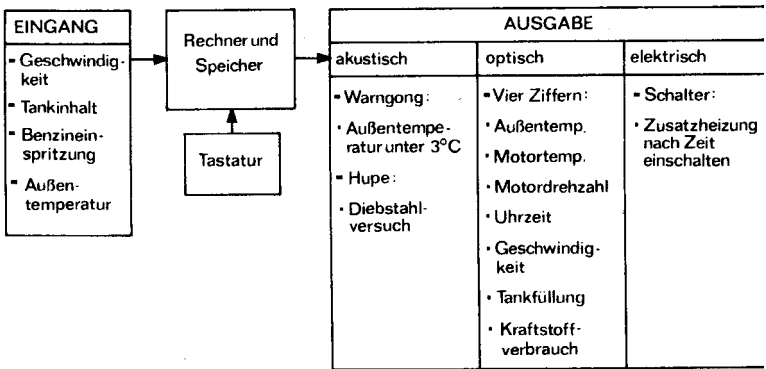 EINGANG
- Geschwindig-
keit
- Tankinhalt
- Benzinein-
spritzung
- Außen-
temperatur
Rechner und
Speicher
Tastatur
AUSGABE
akustisch
- Warngong:
· Außentempe-
ratur unter 3°C
- Hupe:
· Diebstahl-
versuch
optisch
- Vier Ziffern:
· Außentemp.
· Motortemp.
· Motordrehzahl
· Uhrzeit
· Geschwindig-
keit
· Tankfüllung
· Kraftstoff-
verbrauch
elektrisch
- Schalter:
· Zusatzheizung
nach Zeit
einschalten